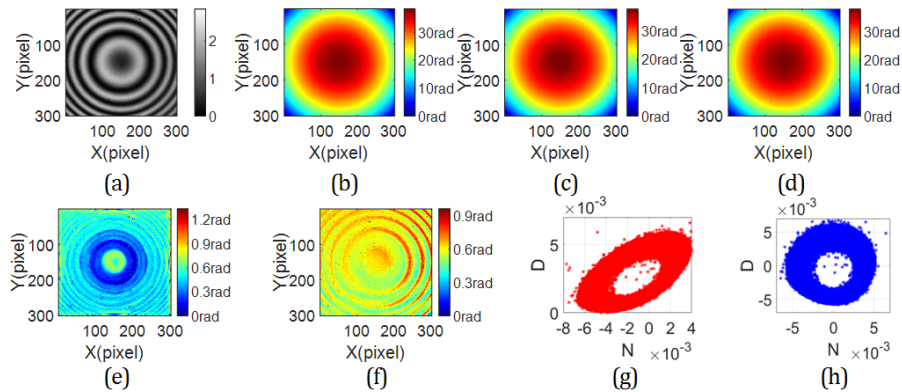 100
200
300
Y(pixel)
100 200 300
X(pixel)
2
1
0
(a)
100
200
300
Y(pixel)
100 200 300
X(pixel)
30rad
20rad
10rad
0rad
(b)
100
200
300
Y(pixel)
100 200 300
X(pixel)
30rad
20rad
10rad
0rad
(c)
100
200
300
Y(pixel)
100 200 300
X(pixel)
30rad
20rad
10rad
0rad
(d)
100
200
300
Y(pixel)
100 200 300
X(pixel)
1.2rad
0.9rad
0.6rad
0.3rad
0rad
(e)
100
200
300
Y(pixel)
100 200 300
X(pixel)
0.9rad
0.6rad
0.3rad
0rad
(f)
×10⁻³
5
0
D
-8 -6 -4 -2 0 2 4
N ×10⁻³
(g)
×10⁻³
5
0
-5
D
-5 0 5
N ×10⁻³
(h)